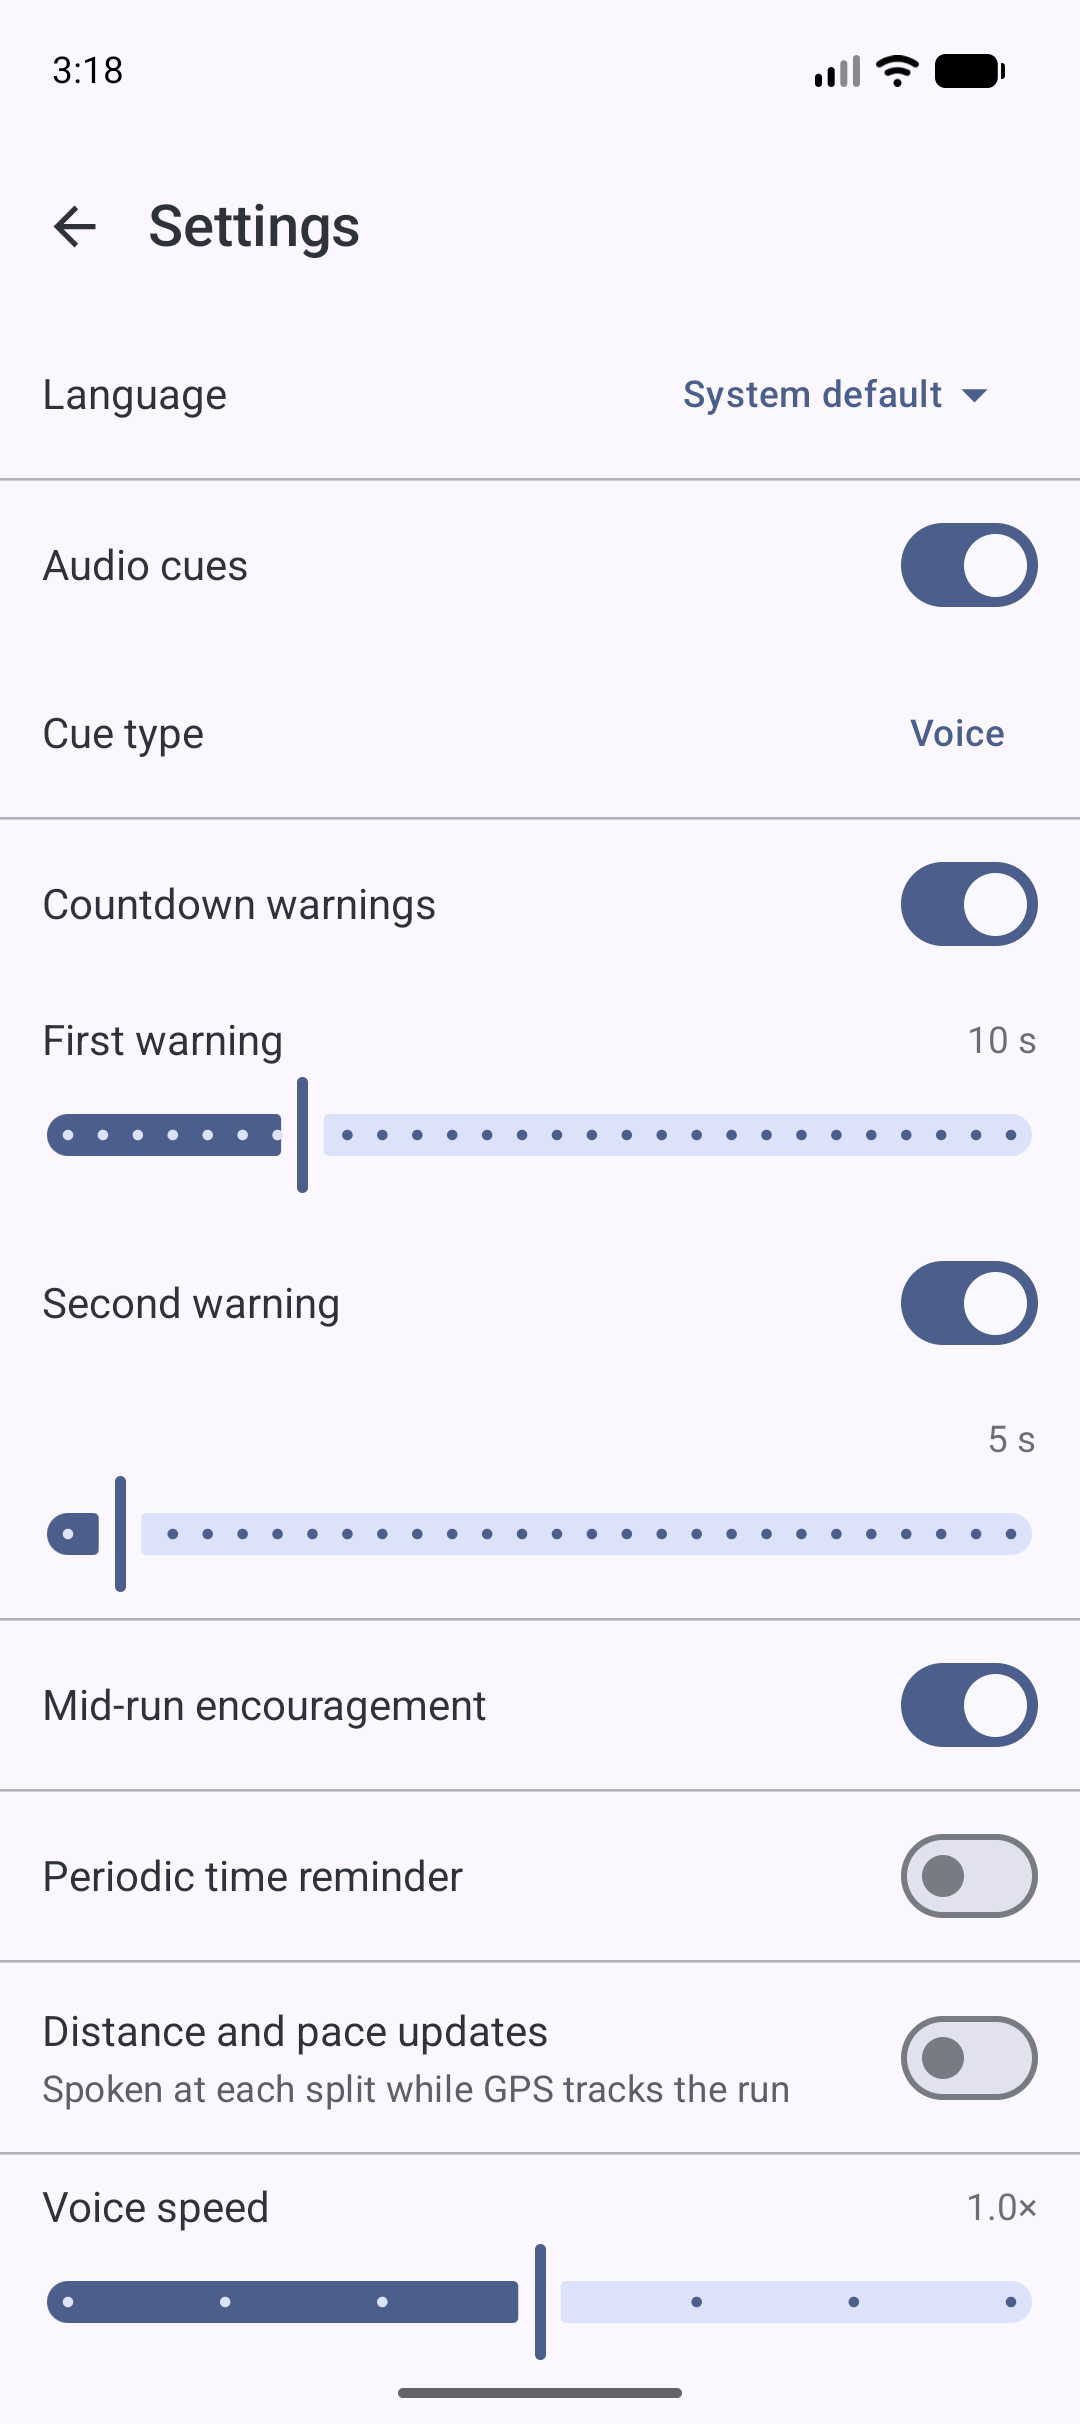 3:18
Settings
Language
System default
Audio cues
Cue type
Voice
Countdown warnings
First warning
10 s
Second warning
5 s
Mid-run encouragement
Periodic time reminder
Distance and pace updates
Spoken at each split while GPS tracks the run
Voice speed
1.0×